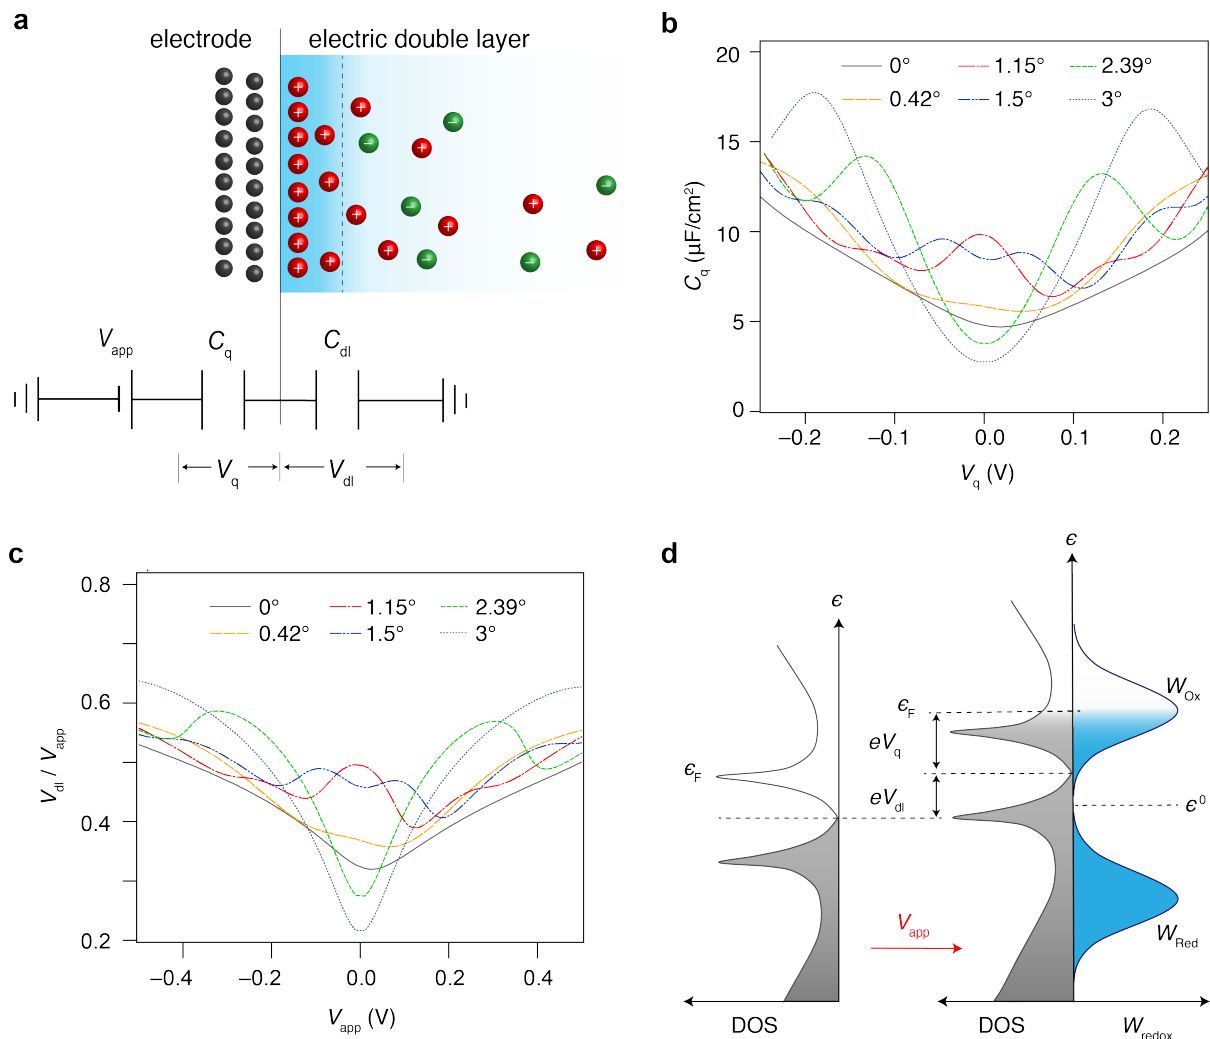 a
electrode
electric double layer
V_app
C_q
C_dl
V_q
V_dl
b
20
15
10
5
0
C_q (μF/cm²)
0°
1.15°
2.39°
0.42°
1.5°
3°
−0.2
−0.1
0.0
0.1
0.2
V_q (V)
c
0.8
0.6
0.4
0.2
V_dl / V_app
0°
1.15°
2.39°
0.42°
1.5°
3°
−0.4
−0.2
0.0
0.2
0.4
V_app (V)
d
ϵ
ϵ
W_Ox
ϵ_F
eV_q
ϵ_F
eV_dl
ϵ⁰
V_app
W_Red
DOS
DOS
W_redox